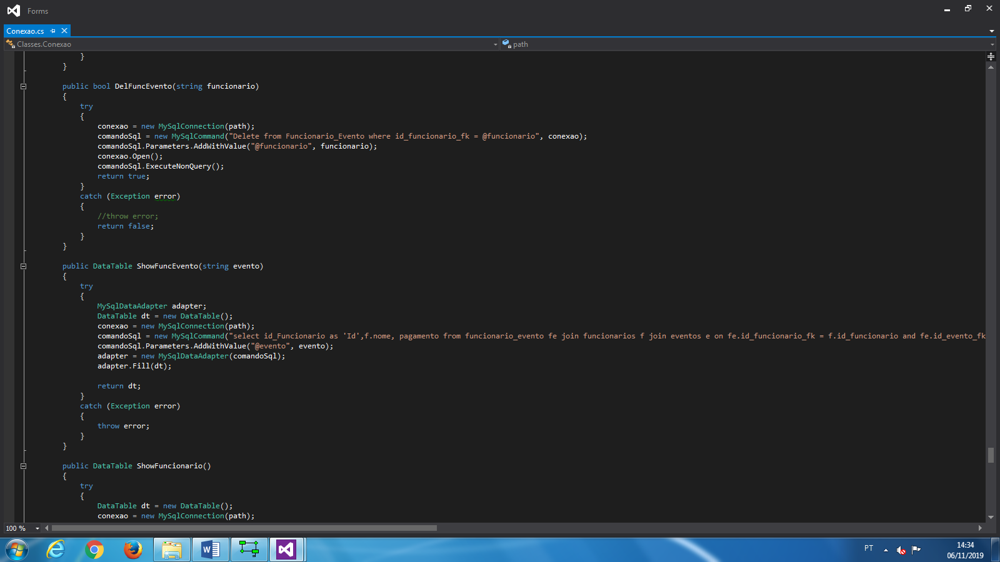 Forms
Conexao.cs
Classes.Conexao
path
}
}
public bool DelFuncEvento(string funcionario)
{
try
{
conexao = new MySqlConnection(path);
comandoSql = new MySqlCommand("Delete from Funcionario_Evento where id_funcionario_fk = @funcionario", conexao);
comandoSql.Parameters.AddWithValue("@funcionario", funcionario);
conexao.Open();
comandoSql.ExecuteNonQuery();
return true;
}
catch (Exception error)
{
//throw error;
return false;
}
}
public DataTable ShowFuncEvento(string evento)
{
try
{
MySqlDataAdapter adapter;
DataTable dt = new DataTable();
conexao = new MySqlConnection(path);
comandoSql = new MySqlCommand("select id_Funcionario as 'Id',f.nome, pagamento from funcionario_evento fe join funcionarios f join eventos e on fe.id_funcionario_fk = f.id_funcionario and fe.id_evento_fk
comandoSql.Parameters.AddWithValue("@evento", evento);
adapter = new MySqlDataAdapter(comandoSql);
adapter.Fill(dt);
return dt;
}
catch (Exception error)
{
throw error;
}
}
public DataTable ShowFuncionario()
{
try
{
DataTable dt = new DataTable();
conexao = new MySqlConnection(path);
100 %
PT
14:34
06/11/2019